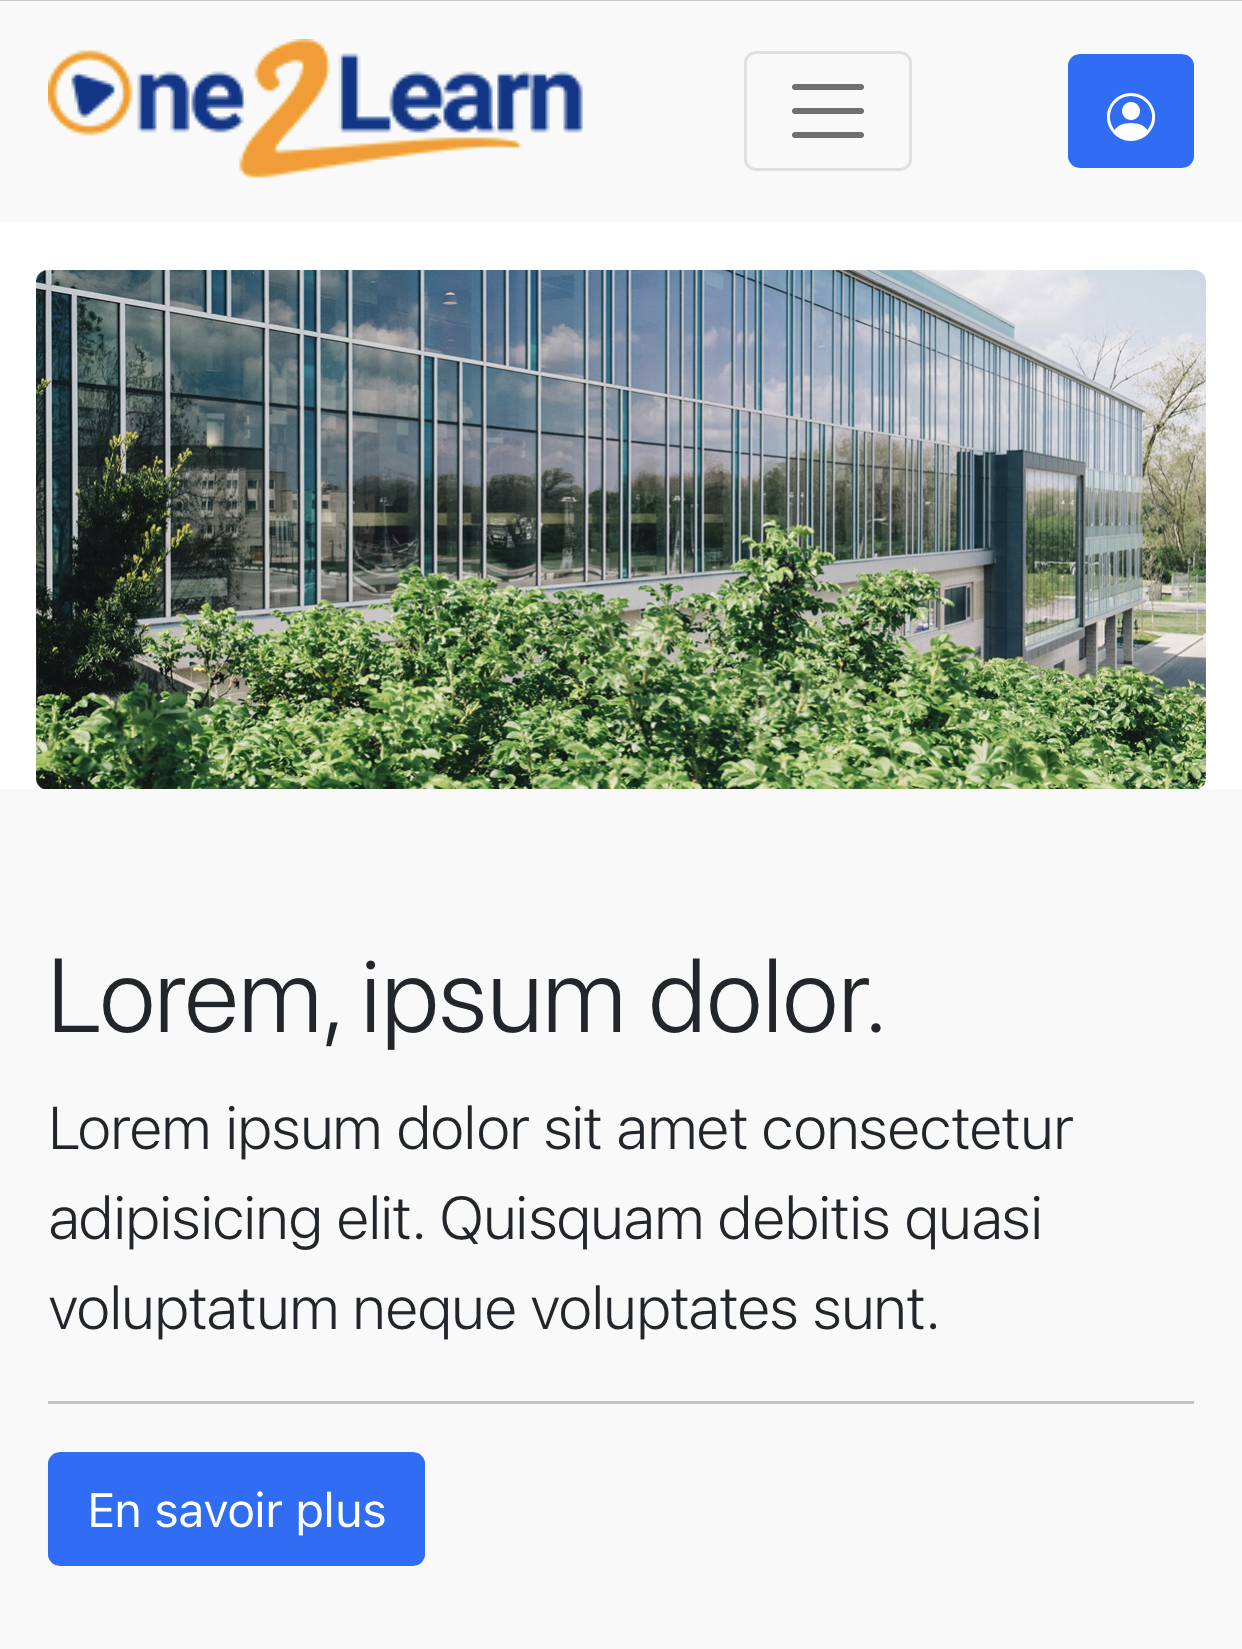 One2Learn
Lorem, ipsum dolor.
Lorem ipsum dolor sit amet consectetur
adipisicing elit. Quisquam debitis quasi
voluptatum neque voluptates sunt.
En savoir plus